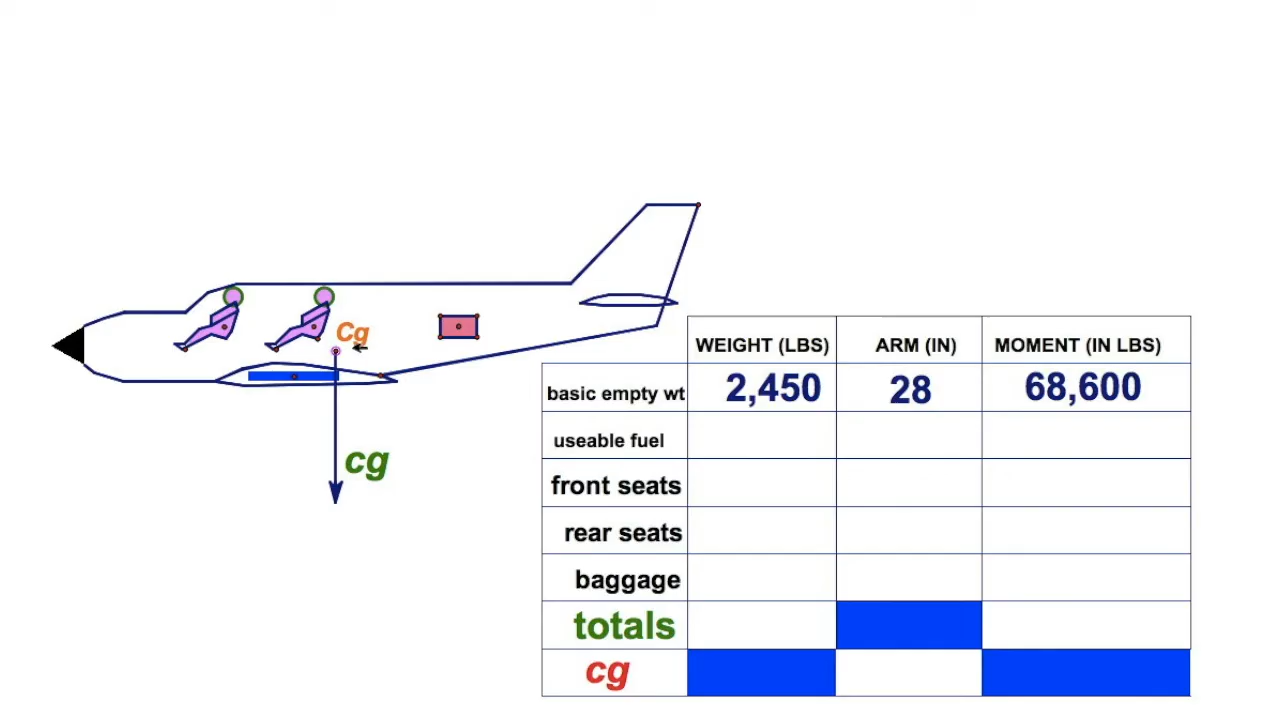 Cg
cg
WEIGHT (LBS) ARM (IN) MOMENT (IN LBS)
basic empty wt 2,450 28 68,600
useable fuel
front seats
rear seats
baggage
totals
cg